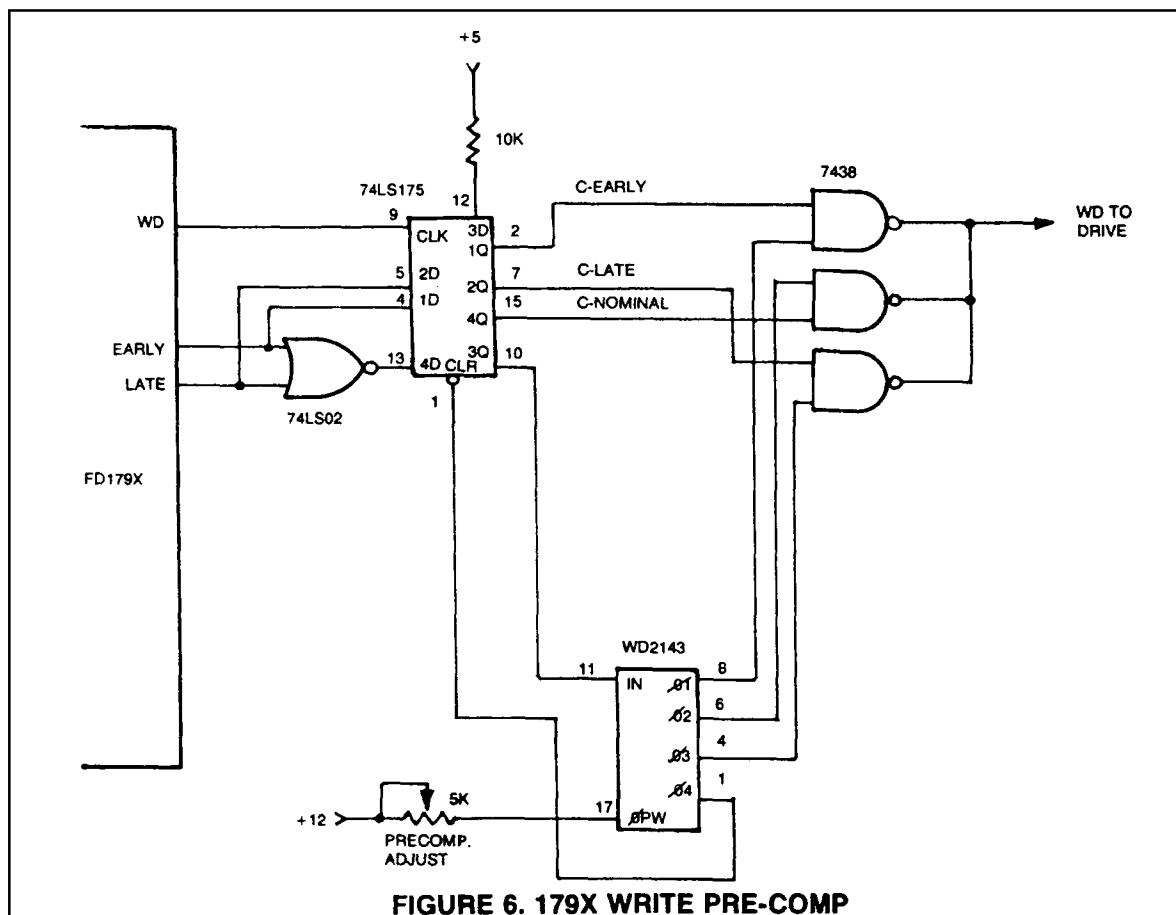 +5
10K
74LS175
12
7438
C-EARLY
WD
9
CLK
3D
1Q
2
WD TO
DRIVE
5
2D
C-LATE
7
2Q
4
1D
C-NOMINAL
15
4Q
EARLY
3Q
10
LATE
13
4D
CLR
1
74LS02
FD179X
WD2143
11
IN
Ø1
8
Ø2
6
Ø3
4
Ø4
1
5K
17
+12
ØPW
PRECOMP.
ADJUST
FIGURE 6. 179X WRITE PRE-COMP